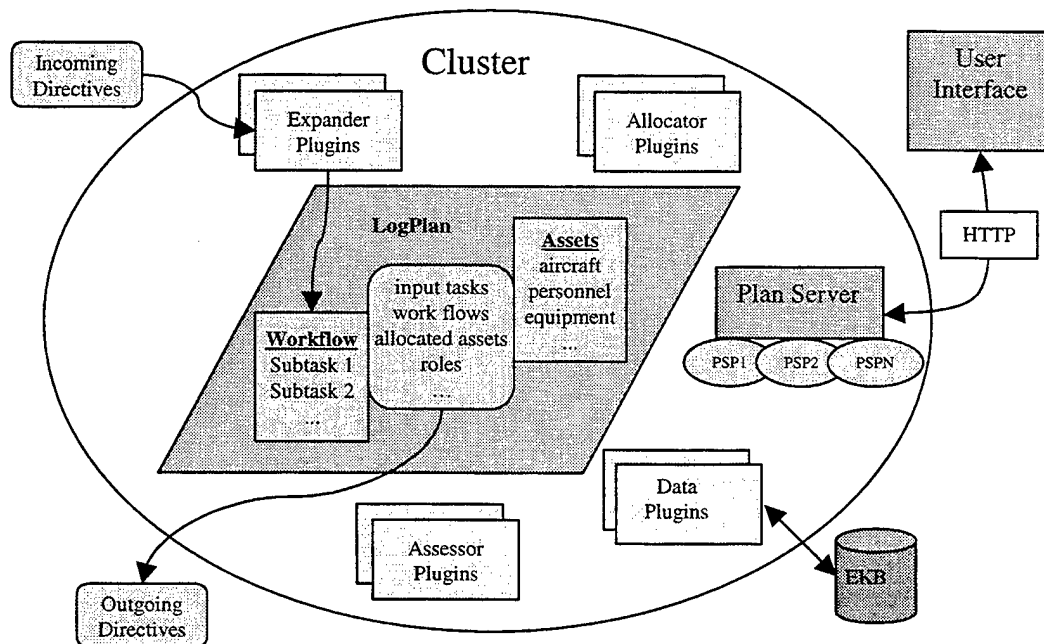 Cluster
Incoming
Directives
Expander
Plugins
Allocator
Plugins
User
Interface
HTTP
LogPlan
Assets
aircraft
personnel
equipment
...
input tasks
work flows
allocated assets
roles
...
Workflow
Subtask 1
Subtask 2
...
Plan Server
PSP1
PSP2
PSPN
Data
Plugins
EKB
Assessor
Plugins
Outgoing
Directives